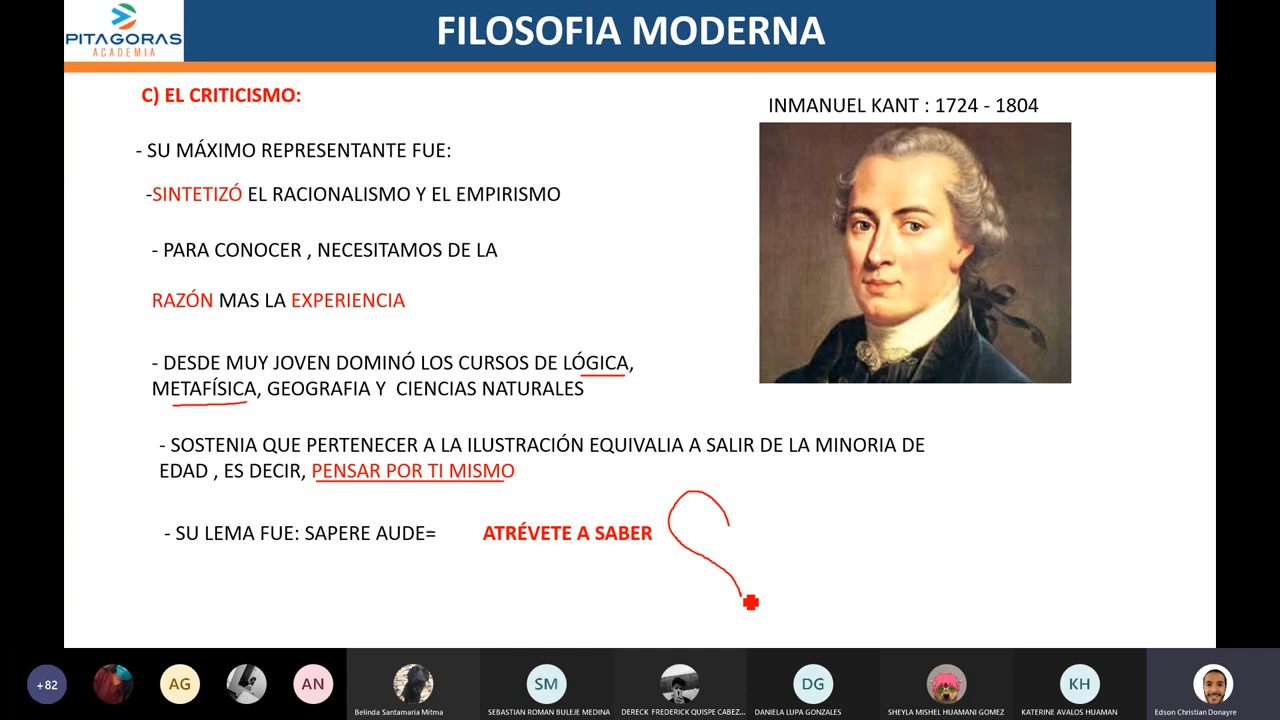 PITAGORAS
ACADEMIA
FILOSOFIA MODERNA
C) EL CRITICISMO:
INMANUEL KANT : 1724 - 1804
- SU MÁXIMO REPRESENTANTE FUE:
-SINTETIZÓ EL RACIONALISMO Y EL EMPIRISMO
- PARA CONOCER , NECESITAMOS DE LA
RAZÓN MAS LA EXPERIENCIA
- DESDE MUY JOVEN DOMINÓ LOS CURSOS DE LÓGICA,
METAFÍSICA, GEOGRAFIA Y CIENCIAS NATURALES
- SOSTENIA QUE PERTENECER A LA ILUSTRACIÓN EQUIVALIA A SALIR DE LA MINORIA DE
EDAD , ES DECIR, PENSAR POR TI MISMO
- SU LEMA FUE: SAPERE AUDE= ATRÉVETE A SABER
+82 AG AN SM DG KH
Belinda Santamaria Mitma SEBASTIAN ROMAN BULEJE MEDINA DERECK FREDERICK QUISPE CABEZ... DANIELA LUPA GONZALES SHEYLA MISHEL HUAMANI GOMEZ KATERINE AVALOS HUAMAN Edson Christian Donayre